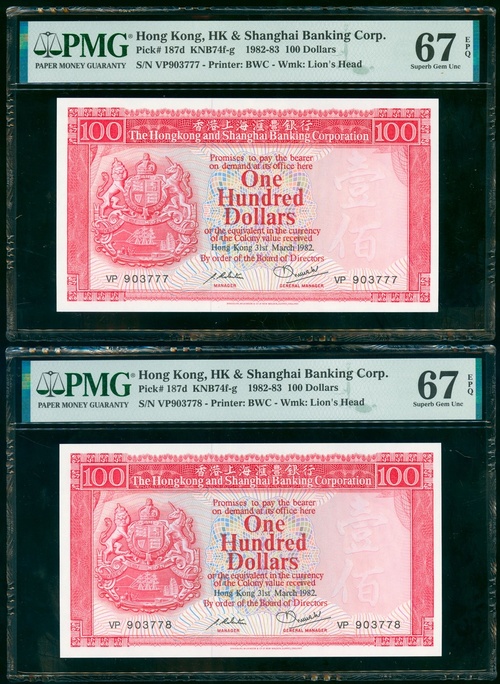 PMG
PAPER MONEY GUARANTY
Hong Kong, HK & Shanghai Banking Corp.
Pick# 187d KNB74f-g 1982-83 100 Dollars
S/N VP903777 - Printer: BWC - Wmk: Lion's Head
67 EPQ
Superb Gem Unc
100
香港上海滙豐銀行
100
The Hongkong and Shanghai Banking Corporation
Promises to pay the bearer
on demand at its office here
One
Hundred
Dollars
or the equivalent in the currency
of the Colony value received
Hong Kong 31st March 1982.
By order of the Board of Directors
壹佰
VP 903777
VP 903777
MANAGER
GENERAL MANAGER
PMG
PAPER MONEY GUARANTY
Hong Kong, HK & Shanghai Banking Corp.
Pick# 187d KNB74f-g 1982-83 100 Dollars
S/N VP903778 - Printer: BWC - Wmk: Lion's Head
67 EPQ
Superb Gem Unc
100
香港上海滙豐銀行
100
The Hongkong and Shanghai Banking Corporation
Promises to pay the bearer
on demand at its office here
One
Hundred
Dollars
or the equivalent in the currency
of the Colony value received
Hong Kong 31st March 1982.
By order of the Board of Directors
壹佰
VP 903778
VP 903778
MANAGER
GENERAL MANAGER